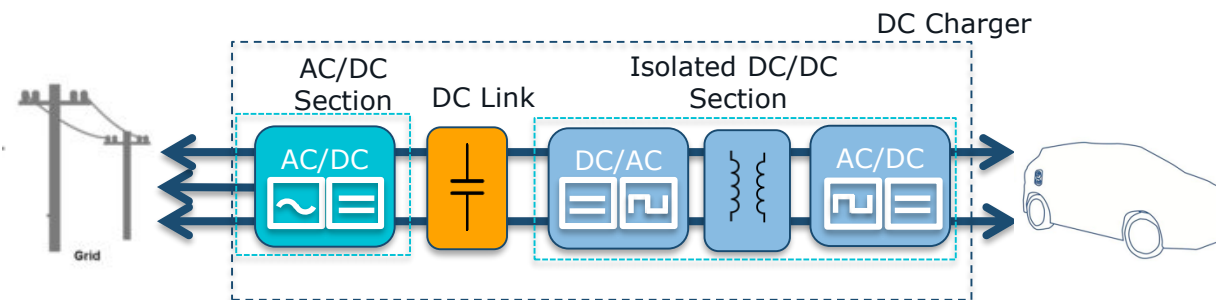 DC Charger
AC/DC
Section
DC Link
Isolated DC/DC
Section
AC/DC
DC/AC
AC/DC
Grid